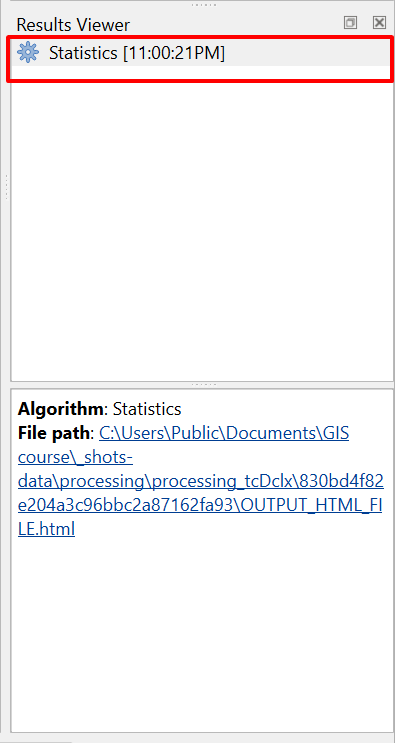 Results Viewer
Statistics [11:00:21PM]
Algorithm: Statistics
File path: C:\Users\Public\Documents\GIS
course\_shots-
data\processing\processing_tcDclx\830bd4f82
e204a3c96bbc2a87162fa93\OUTPUT_HTML_FI
LE.html